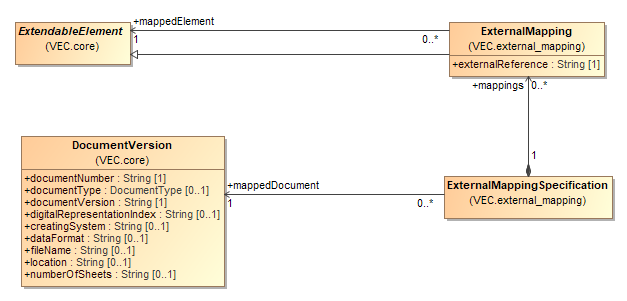 ExtendableElement
(VEC.core)
+mappedElement
1
0..*
ExternalMapping
(VEC.external_mapping)
+externalReference : String [1]
+mappings
0..*
1
DocumentVersion
(VEC.core)
+documentNumber : String [1]
+documentType : DocumentType [0..1]
+documentVersion : String [1]
+digitalRepresentationIndex : String [0..1]
+creatingSystem : String [0..1]
+dataFormat : String [0..1]
+fileName : String [0..1]
+location : String [0..1]
+numberOfSheets : String [0..1]
+mappedDocument
1
0..*
ExternalMappingSpecification
(VEC.external_mapping)